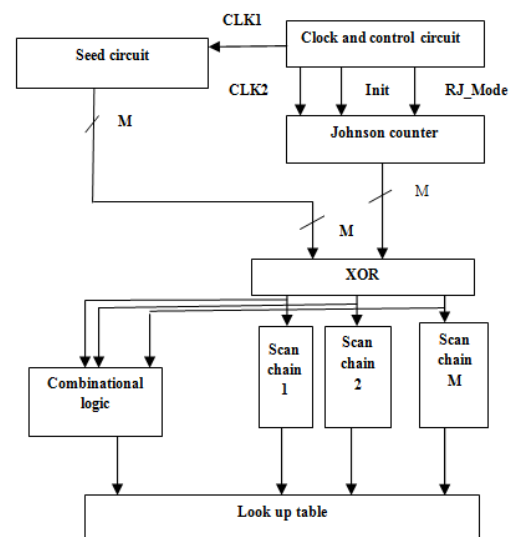 CLK1
Clock and control circuit
Seed circuit
CLK2
Init
RJ_Mode
M
Johnson counter
M
M
XOR
Combinational
logic
Scan
chain
1
Scan
chain
2
Scan
chain
M
Look up table